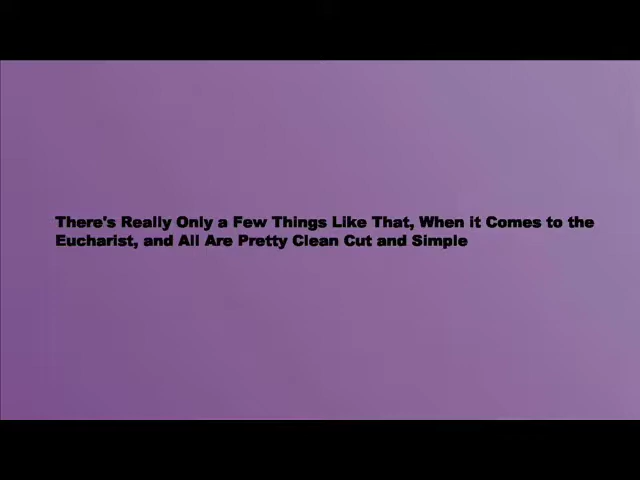 There's Really Only a Few Things Like That, When it Comes to the
Eucharist, and All Are Pretty Clean Cut and Simple